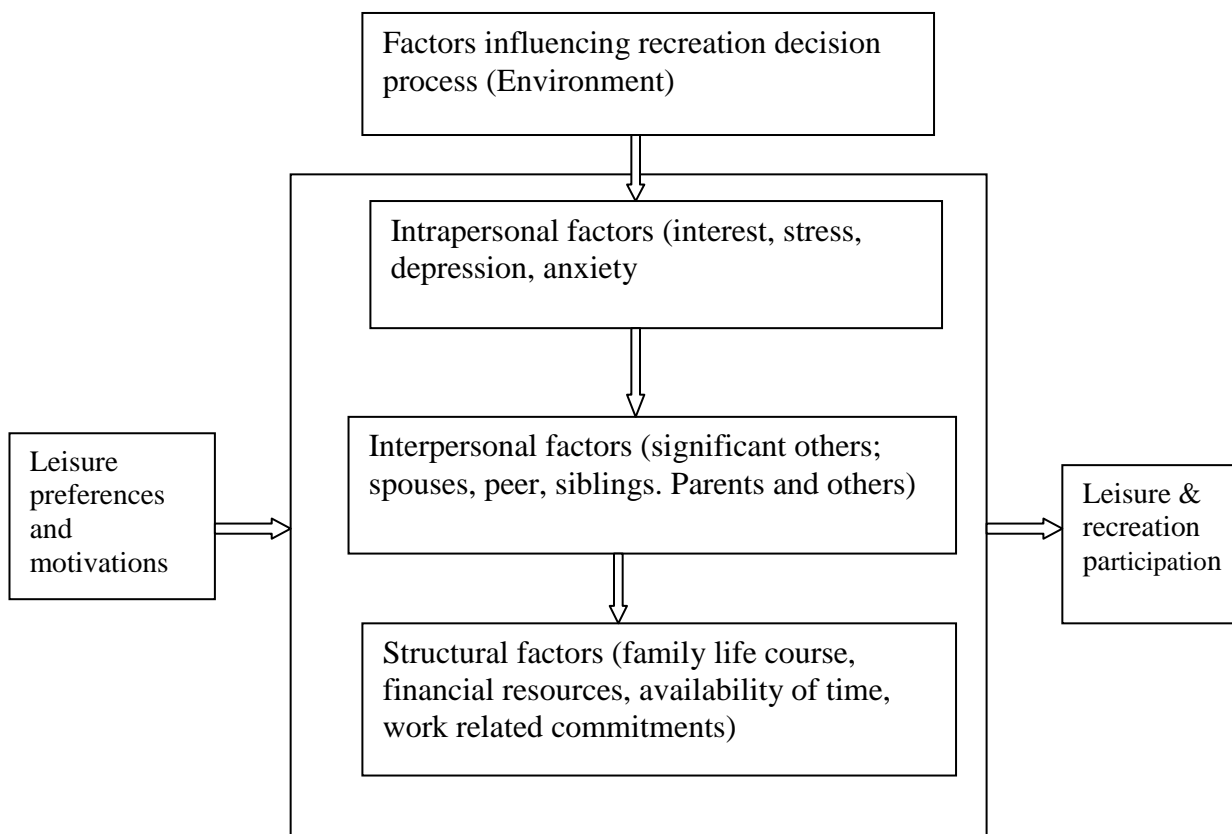 Factors influencing recreation decision
process (Environment)
Intrapersonal factors (interest, stress,
depression, anxiety
Interpersonal factors (significant others;
spouses, peer, siblings. Parents and others)
Structural factors (family life course,
financial resources, availability of time,
work related commitments)
Leisure
preferences
and
motivations
Leisure &
recreation
participation